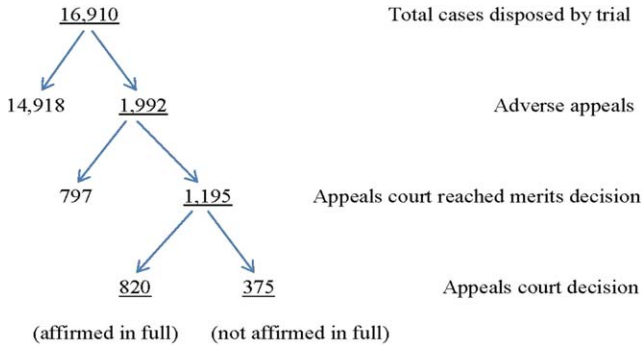 16,910 Total cases disposed by trial
14,918 1,992 Adverse appeals
797 1,195 Appeals court reached merits decision
820 375 Appeals court decision
(affirmed in full) (not affirmed in full)